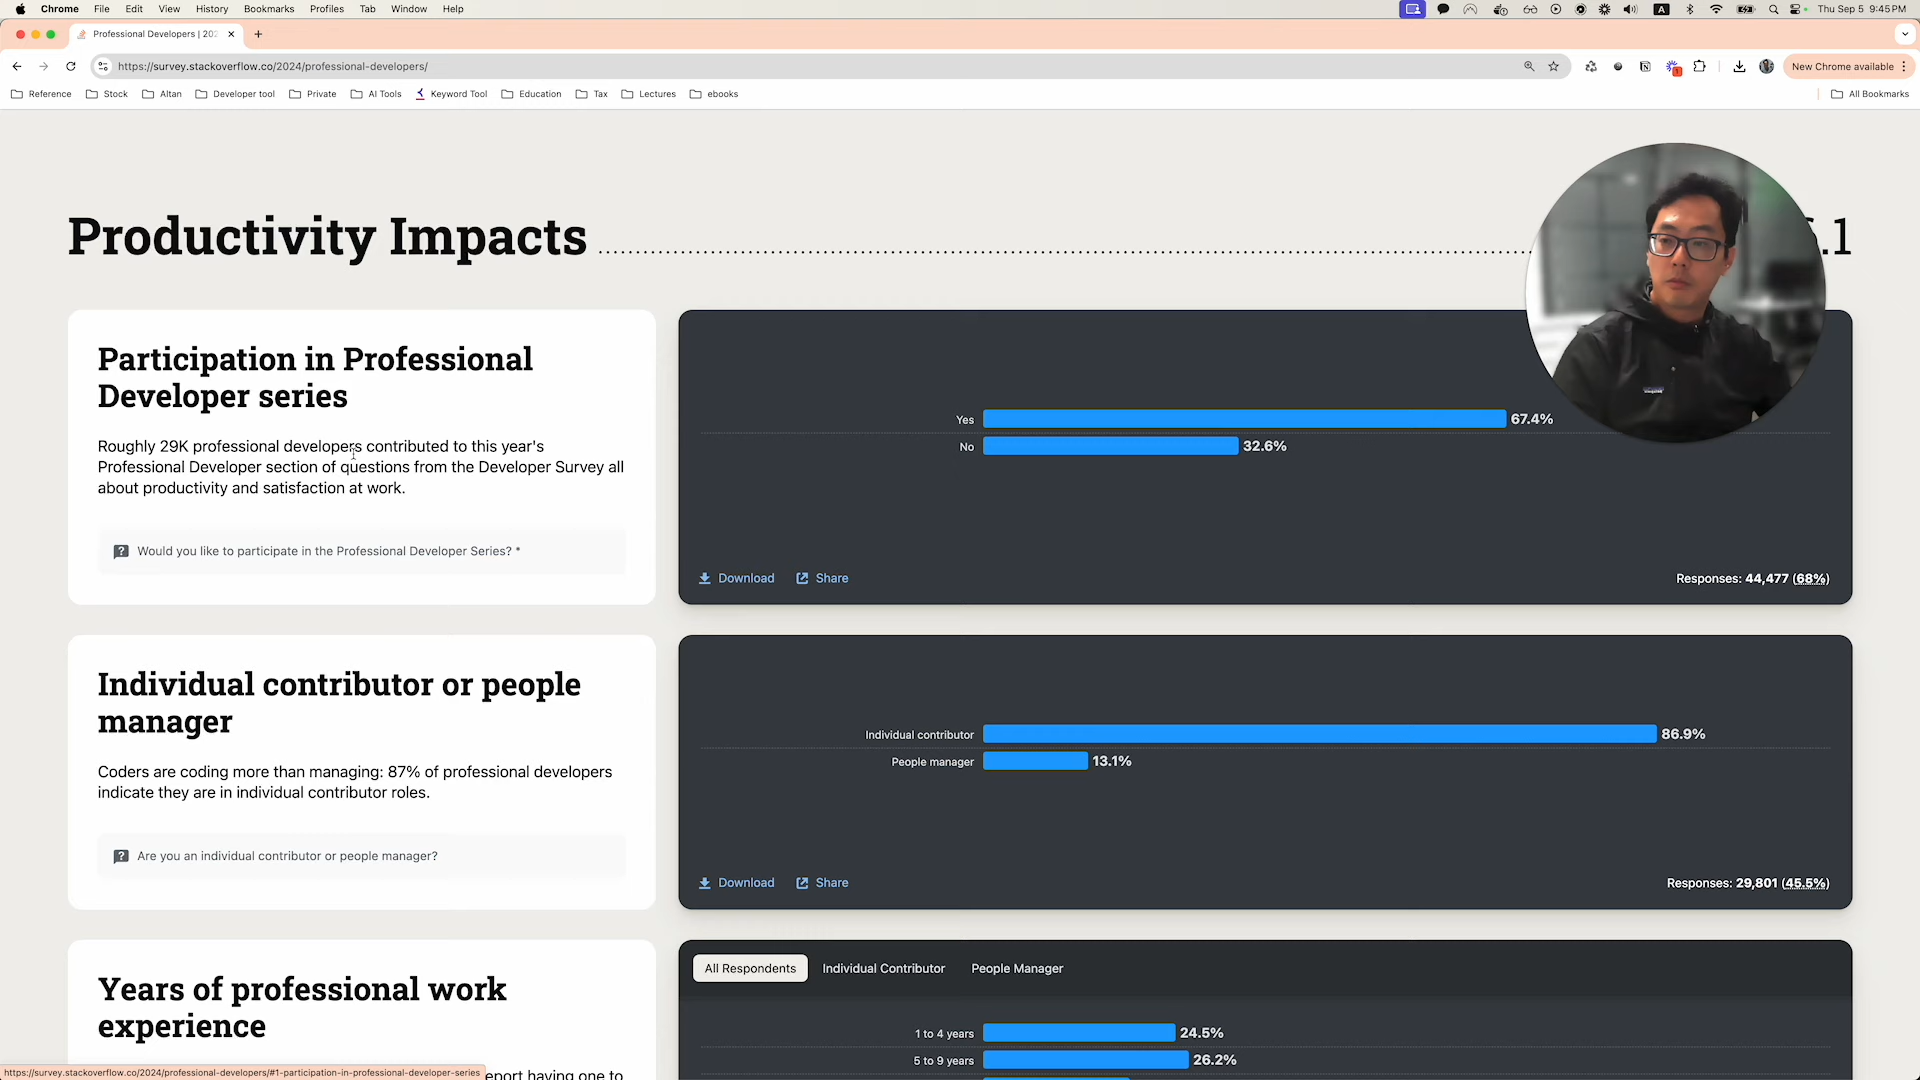 Chrome File Edit View History Bookmarks Profiles Tab Window Help A Thu Sep 5 9:45 PM
Professional Developers | 202
https://survey.stackoverflow.co/2024/professional-developers/ New Chrome available
Reference Stock Altan Developer tool Private AI Tools Keyword Tool Education Tax Lectures ebooks All Bookmarks
Productivity Impacts .1
Participation in Professional
Developer series
Roughly 29K professional developers contributed to this year's
Professional Developer section of questions from the Developer Survey all
about productivity and satisfaction at work.
Would you like to participate in the Professional Developer Series? *
Yes 67.4%
No 32.6%
Download Share Responses: 44,477 (68%)
Individual contributor or people
manager
Coders are coding more than managing: 87% of professional developers
indicate they are in individual contributor roles.
Are you an individual contributor or people manager?
Individual contributor 86.9%
People manager 13.1%
Download Share Responses: 29,801 (45.5%)
Years of professional work
experience
eport having one to
All Respondents Individual Contributor People Manager
1 to 4 years 24.5%
5 to 9 years 26.2%
https://survey.stackoverflow.co/2024/professional-developers/#1-participation-in-professional-developer-series